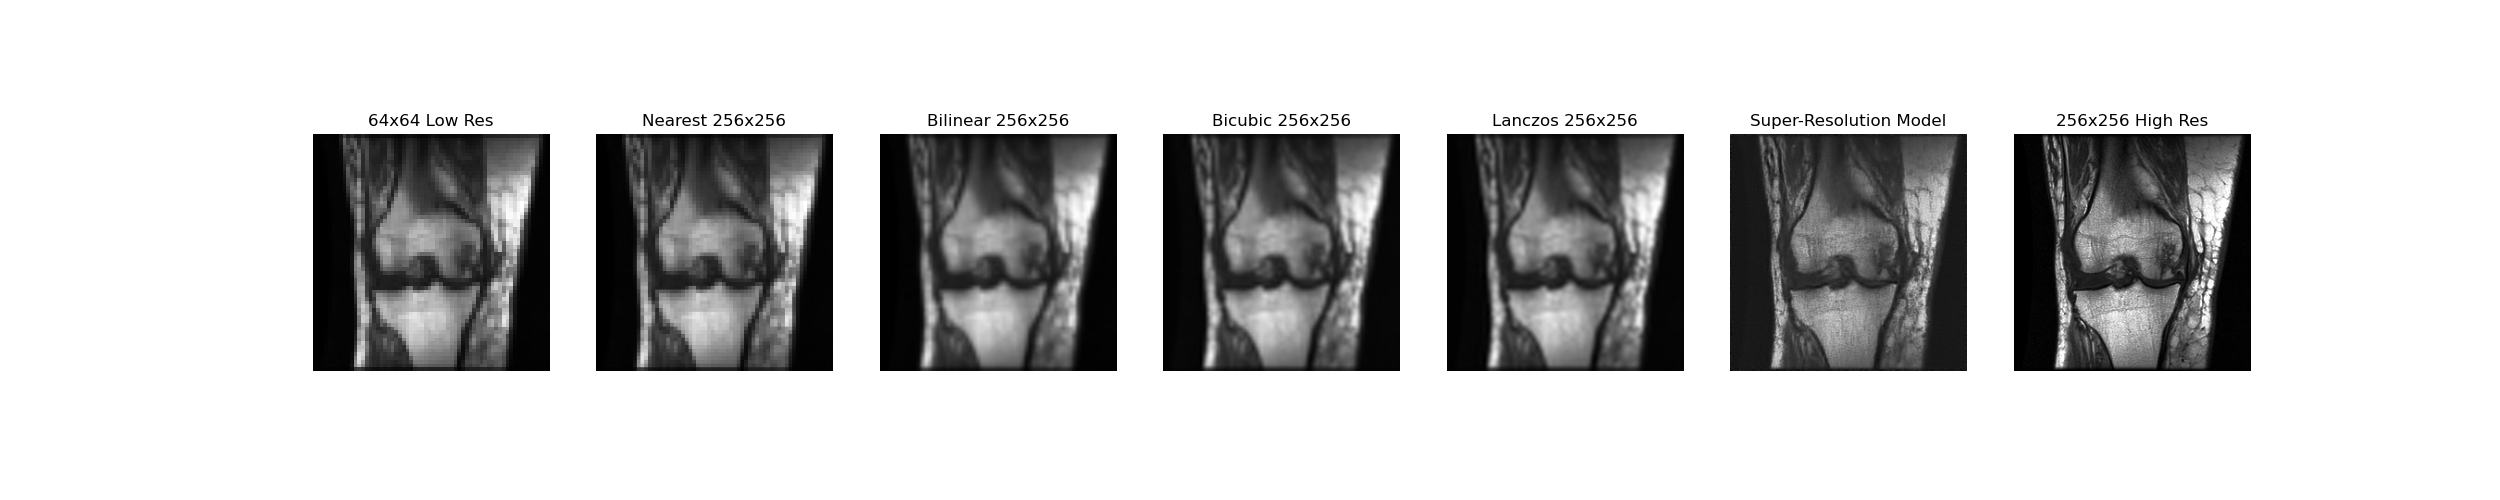 64x64 Low Res
Nearest 256x256
Bilinear 256x256
Bicubic 256x256
Lanczos 256x256
Super-Resolution Model
256x256 High Res